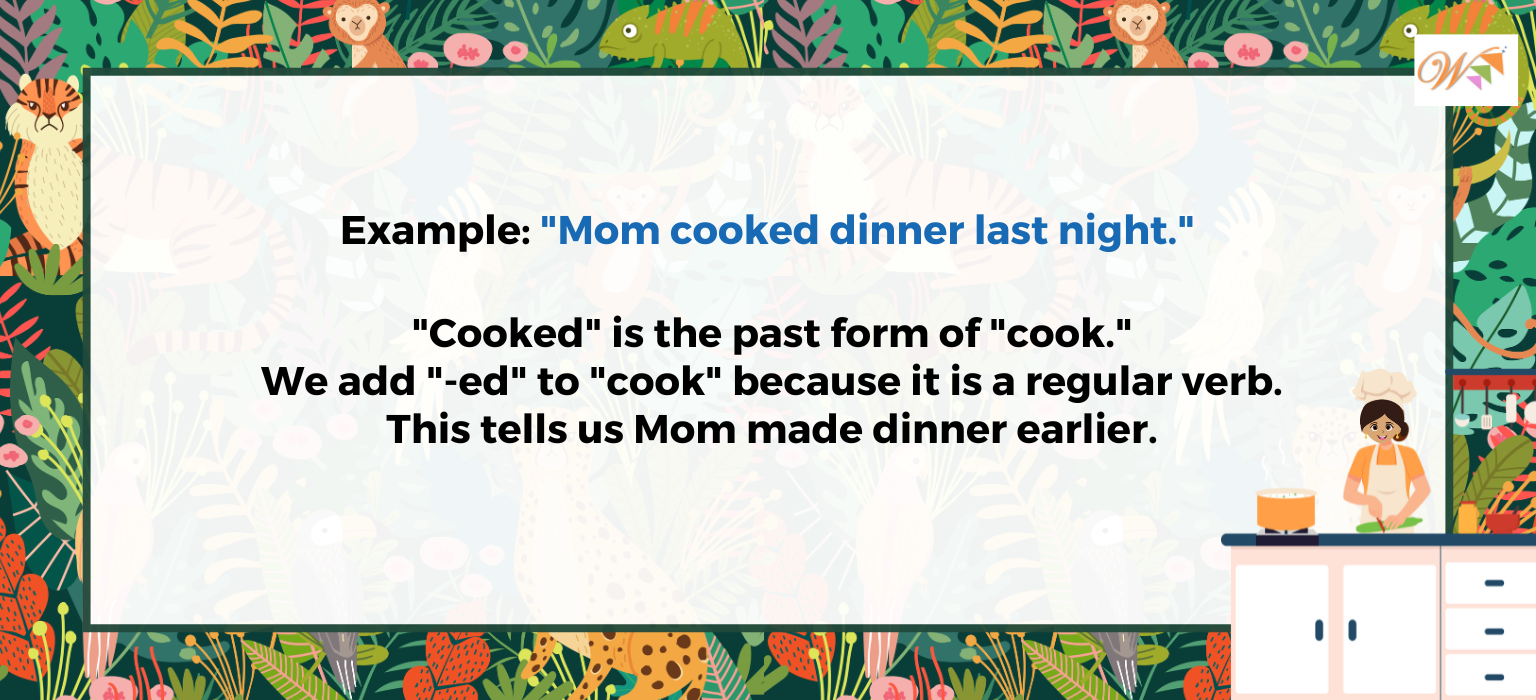 W
Example: "Mom cooked dinner last night."
"Cooked" is the past form of "cook."
We add "-ed" to "cook" because it is a regular verb.
This tells us Mom made dinner earlier.